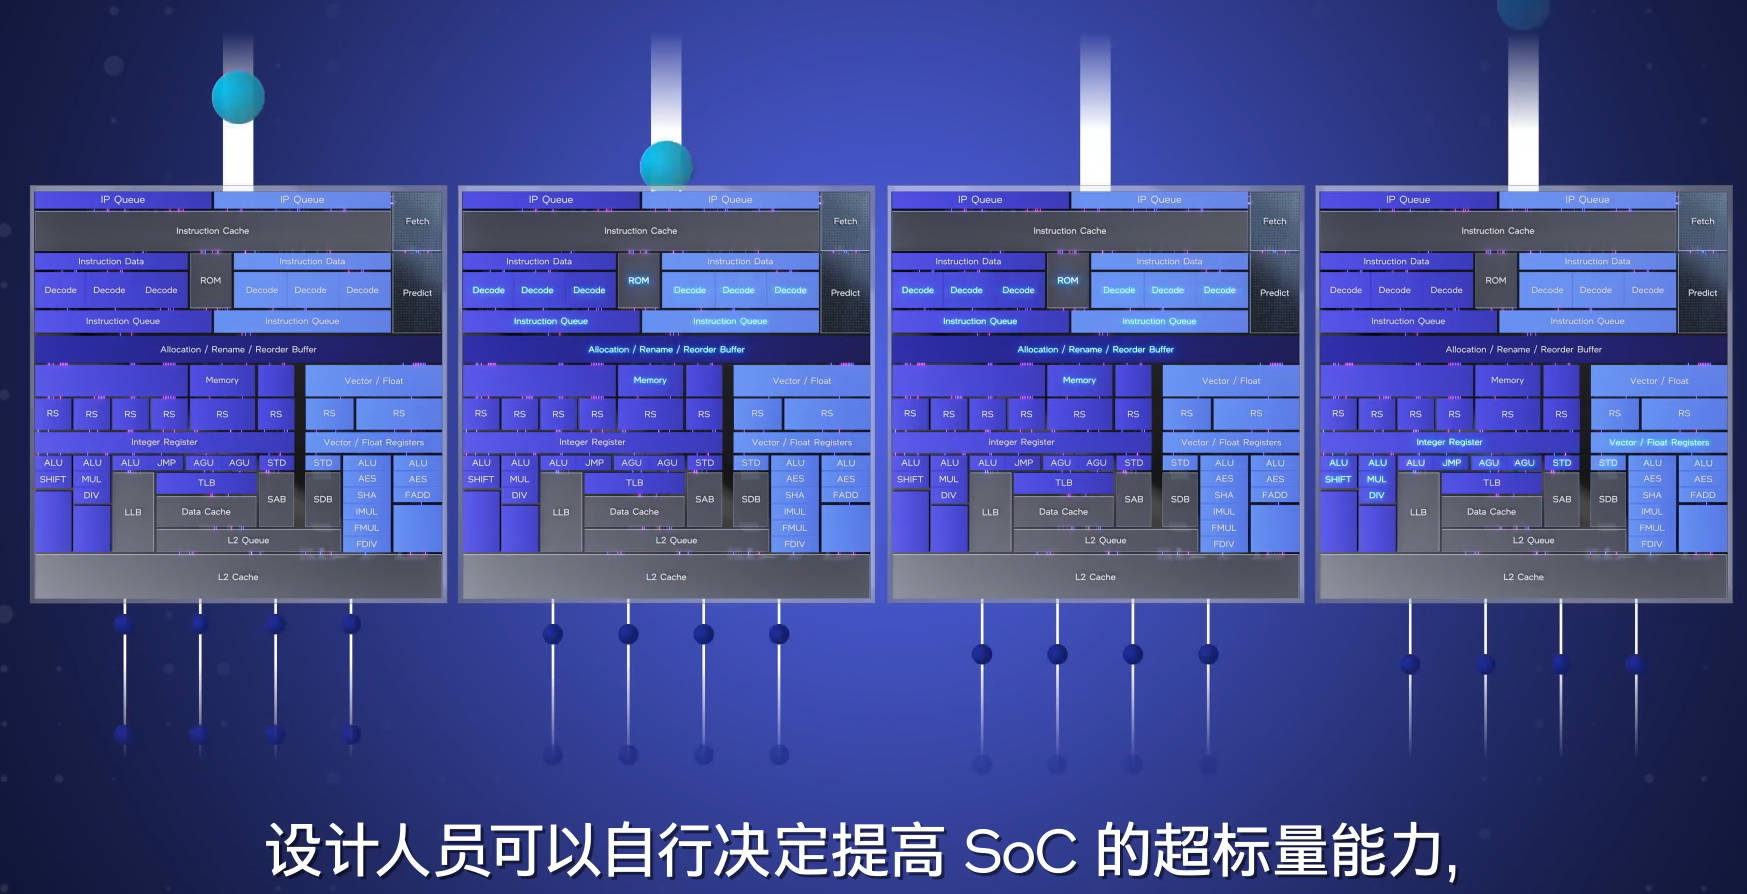 IP Queue IP Queue Fetch IP Queue IP Queue Fetch IP Queue IP Queue Fetch IP Queue IP Queue Fetch
Instruction Cache Instruction Cache Instruction Cache Instruction Cache
Instruction Data ROM Instruction Data Instruction Data ROM Instruction Data Instruction Data ROM Instruction Data Instruction Data ROM Instruction Data
Decode Decode Decode Decode Decode Decode Predict Decode Decode Decode Decode Decode Decode Predict Decode Decode Decode Decode Decode Decode Predict Decode Decode Decode Decode Decode Decode Predict
Instruction Queue Instruction Queue Instruction Queue Instruction Queue Instruction Queue Instruction Queue Instruction Queue Instruction Queue
Allocation / Rename / Reorder Buffer Allocation / Rename / Reorder Buffer Allocation / Rename / Reorder Buffer Allocation / Rename / Reorder Buffer
Memory Vector / Float Memory Vector / Float Memory Vector / Float Memory Vector / Float
RS RS RS RS RS RS RS RS RS RS RS RS RS RS RS RS RS RS RS RS RS RS RS RS RS RS RS RS RS RS RS RS
Integer Register Vector / Float Registers Integer Register Vector / Float Registers Integer Register Vector / Float Registers Integer Register Vector / Float Registers
ALU ALU ALU JMP AGU AGU STD STD ALU ALU ALU ALU ALU JMP AGU AGU STD STD ALU ALU ALU ALU ALU JMP AGU AGU STD STD ALU ALU ALU ALU ALU JMP AGU AGU STD STD ALU ALU
SHIFT MUL TLB AES AES SHIFT MUL TLB AES AES SHIFT MUL TLB AES AES SHIFT MUL TLB AES AES
DIV SAB SDB SHA FADD DIV SAB SDB SHA FADD DIV SAB SDB SHA FADD DIV SAB SDB SHA FADD
LLB Data Cache IMUL LLB Data Cache IMUL LLB Data Cache IMUL LLB Data Cache IMUL
FMUL FMUL FMUL FMUL
L2 Queue FDIV L2 Queue FDIV L2 Queue FDIV L2 Queue FDIV
L2 Cache L2 Cache L2 Cache L2 Cache
设计人员可以自行决定提高 SoC 的超标量能力,